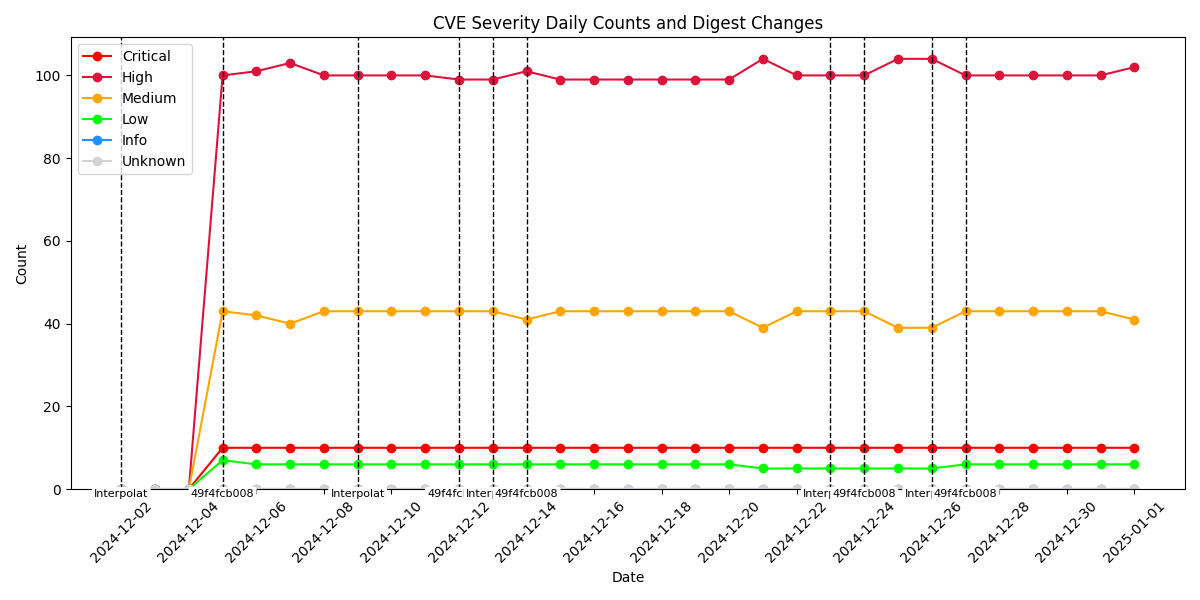 CVE Severity Daily Counts and Digest Changes
Critical
High
Medium
Low
Info
Unknown
100
80
60
40
20
0
Count
Interpolat
49f4fcb008
Interpolat
49f4fc
Inter
49f4fcb008
Inter
49f4fcb008
Inter
49f4fcb008
2024-12-02
2024-12-04
2024-12-06
2024-12-08
2024-12-10
2024-12-12
2024-12-14
2024-12-16
2024-12-18
2024-12-20
2024-12-22
2024-12-24
2024-12-26
2024-12-28
2024-12-30
2025-01-01
Date